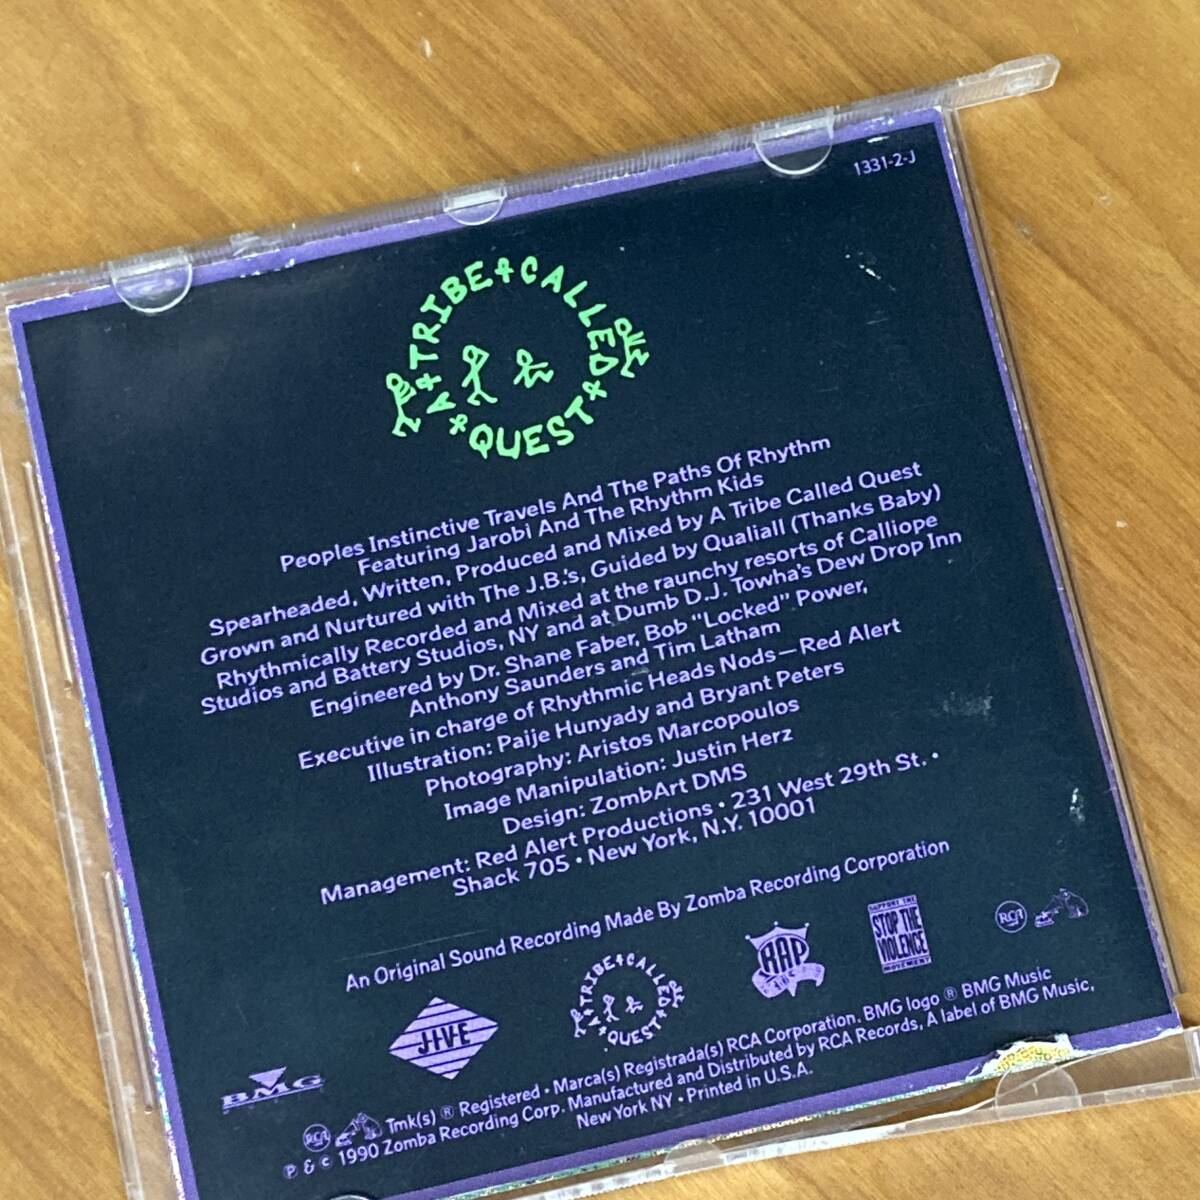 1331-2-J
A TRIBE CALLED QUEST
Peoples Instinctive Travels And The Paths Of Rhythm
Featuring Jarobi And The Rhythm Kids
Spearheaded, Written, Produced and Mixed by A Tribe Called Quest
Grown and Nurtured with The J.B.'s, Guided by Qualiall (Thanks Baby)
Rhythmically Recorded and Mixed at the raunchy resorts of Calliope
Studios and Battery Studios, NY and at Dumb D.J. Towha's Dew Drop Inn
Engineered by Dr. Shane Faber, Bob "Locked" Power,
Anthony Saunders and Tim Latham
Executive in charge of Rhythmic Heads Nods—Red Alert
Illustration: Paije Hunyady and Bryant Peters
Photography: Aristos Marcopoulos
Image Manipulation: Justin Herz
Design: ZombArt DMS
Management: Red Alert Productions • 231 West 29th St. •
Shack 705 • New York, N.Y. 10001
An Original Sound Recording Made By Zomba Recording Corporation
BMG
JIVE
A TRIBE CALLED QUEST
RAP
SUPPORT THE
STOP THE
VIOLENCE
MOVEMENT
RCA
RCA Tmk(s) ® Registered • Marca(s) Registrada(s) RCA Corporation. BMG logo ® BMG Music
℗ & © 1990 Zomba Recording Corp. Manufactured and Distributed by RCA Records, A label of BMG Music,
New York NY • Printed in U.S.A.